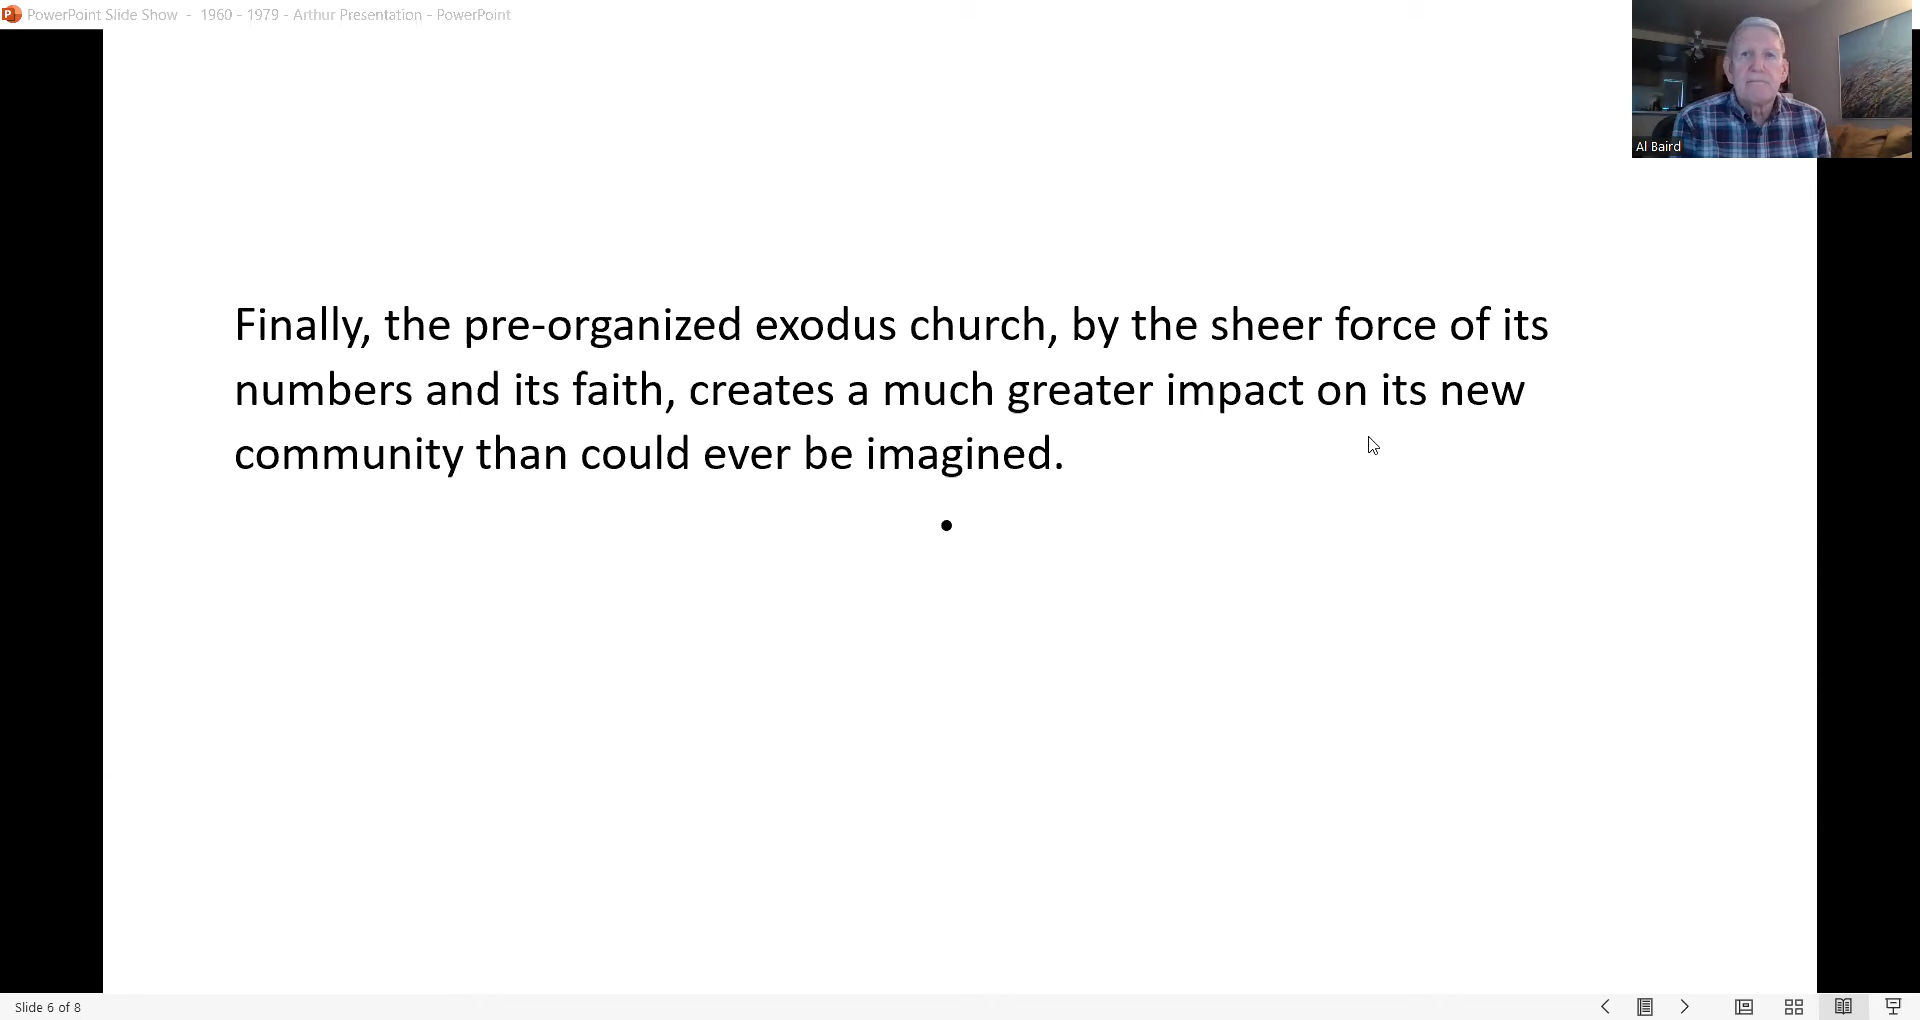 PowerPoint Slide Show - 1960 - 1979 - Arthur Presentation - PowerPoint
Al Baird
Finally, the pre-organized exodus church, by the sheer force of its
numbers and its faith, creates a much greater impact on its new
community than could ever be imagined.
•
Slide 6 of 8